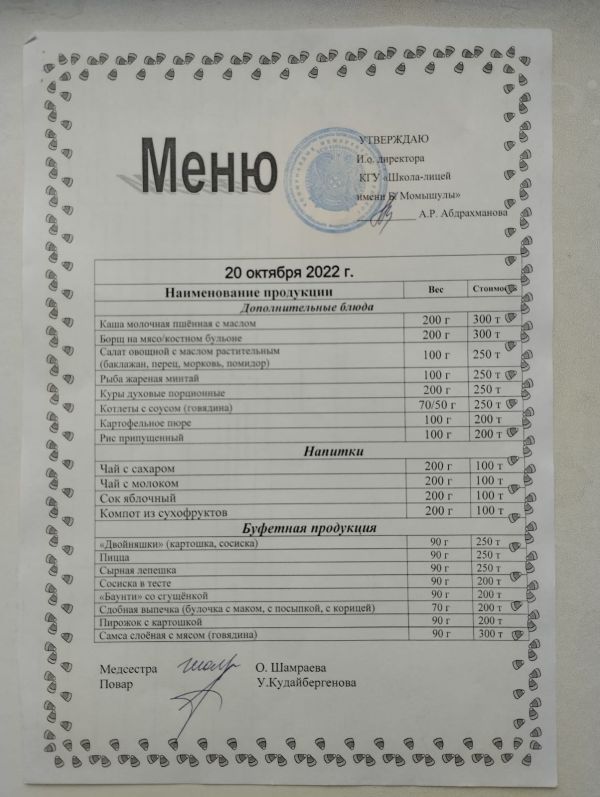 Меню
УТВЕРЖДАЮ
И.о. директора
КГУ «Школа-лицей
имени Б. Момышулы»
А.Р. Абдрахманова
20 октября 2022 г.
Наименование продукции Вес Стоимость
Дополнительные блюда
Каша молочная пшённая с маслом 200 г 300 т
Борщ на мясо/костном бульоне 200 г 300 т
Салат овощной с маслом растительным
(баклажан, перец, морковь, помидор) 100 г 250 т
Рыба жареная минтай 100 г 250 т
Куры духовые порционные 200 г 250 т
Котлеты с соусом (говядина) 70/50 г 250 т
Картофельное пюре 100 г 200 т
Рис припущенный 100 г 200 т
Напитки
Чай с сахаром 200 г 100 т
Чай с молоком 200 г 100 т
Сок яблочный 200 г 100 т
Компот из сухофруктов 200 г 100 т
Буфетная продукция
«Двойняшки» (картошка, сосиска) 90 г 250 т
Пицца 90 г 250 т
Сырная лепешка 90 г 250 т
Сосиска в тесте 90 г 200 т
«Баунти» со сгущёнкой 90 г 200 т
Сдобная выпечка (булочка с маком, с посыпкой, с корицей) 70 г 200 т
Пирожок с картошкой 90 г 200 т
Самса слоёная с мясом (говядина) 90 г 300 т
Медсестра О. Шамраева
Повар У.Кудайбергенова